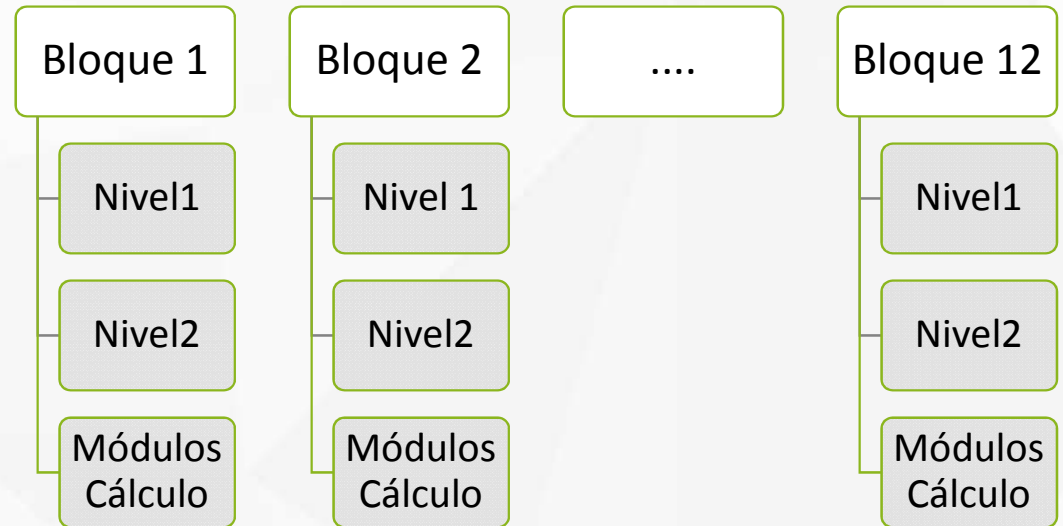 Bloque 1
Nivel1
Nivel2
Módulos
Cálculo
Bloque 2
Nivel 1
Nivel2
Módulos
Cálculo
....
Bloque 12
Nivel1
Nivel2
Módulos
Cálculo